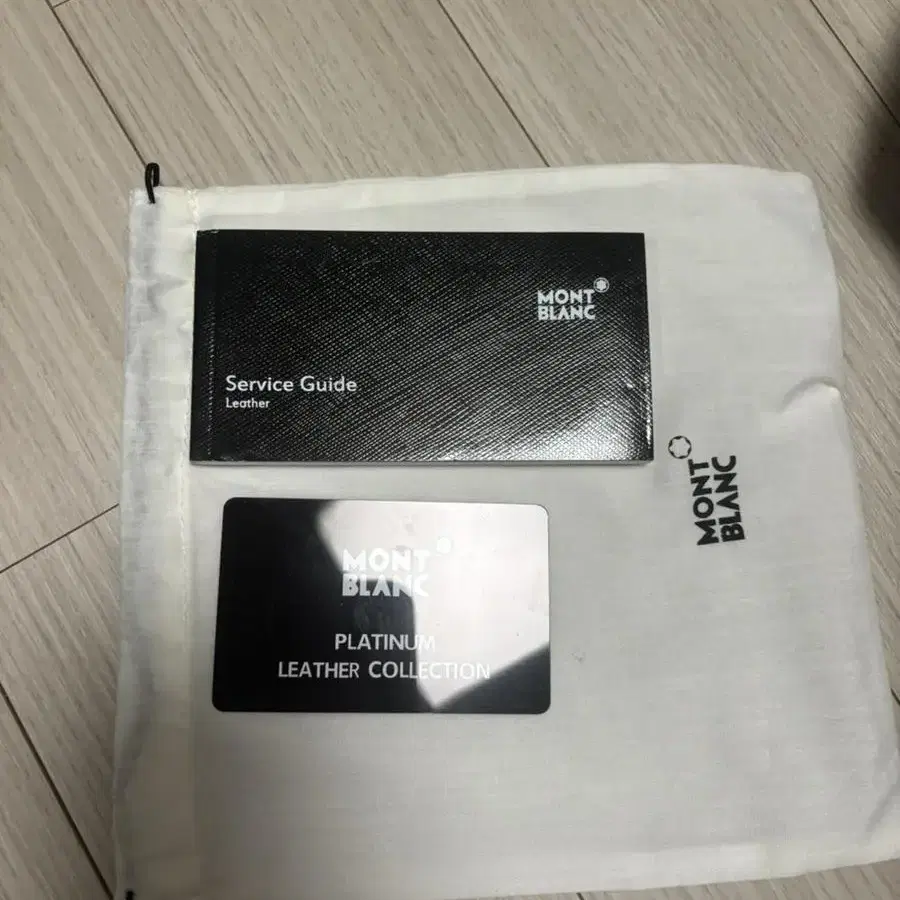 MONT
BLANC
Service Guide
Leather
MONT
BLANC
MONT
BLANC
PLATINUM
LEATHER COLLECTION